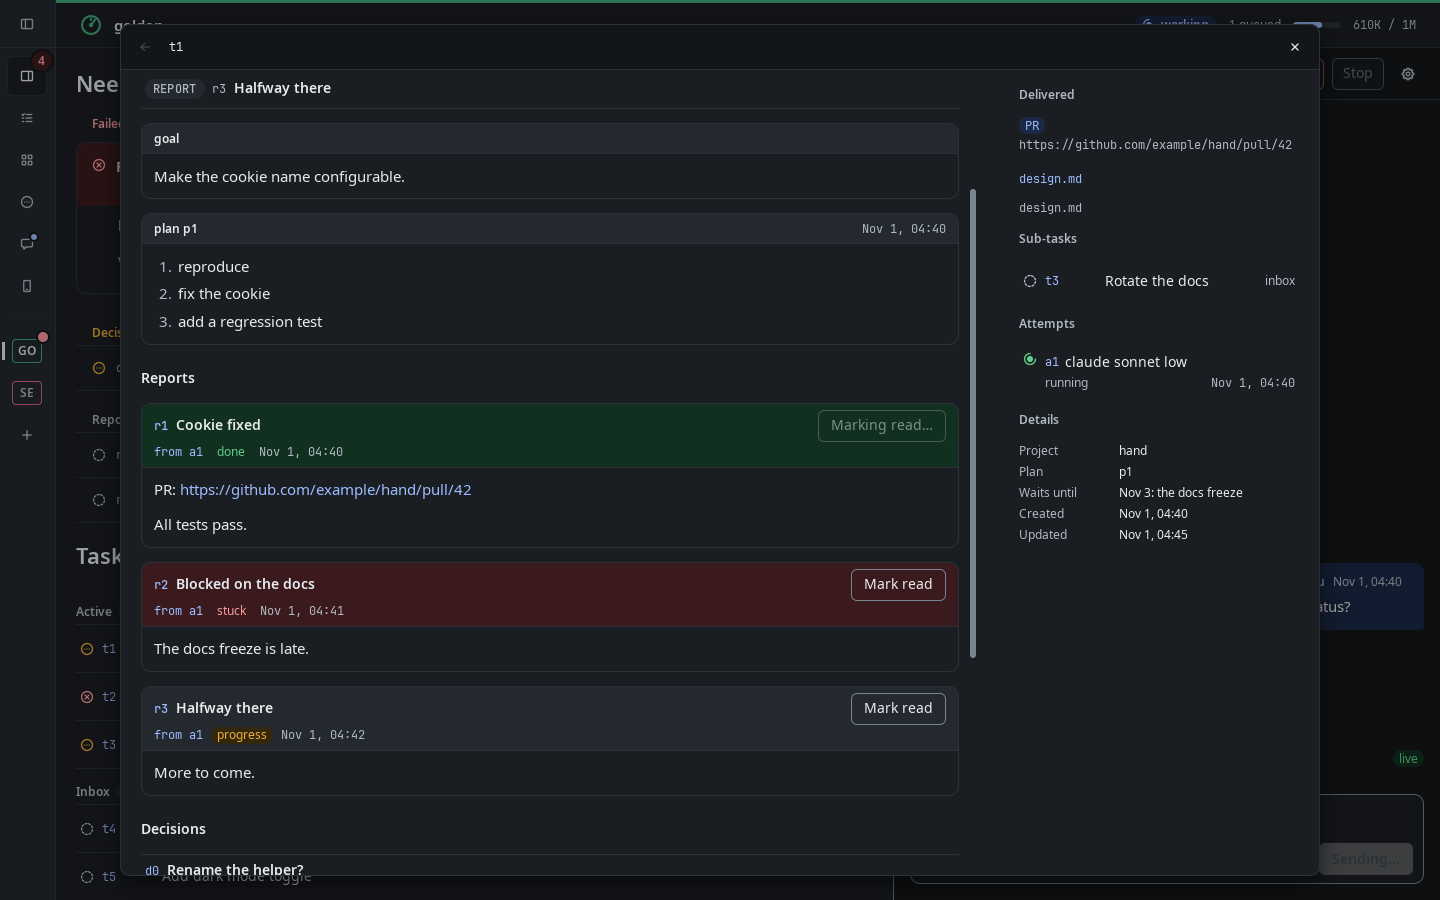 working
1 queued
610K / 1M
t1
4
Stop
REPORT r3 Halfway there
goal
Make the cookie name configurable.
plan p1
Nov 1, 04:40
1. reproduce
2. fix the cookie
3. add a regression test
Reports
r1 Cookie fixed
Marking read...
from a1 done Nov 1, 04:40
PR: https://github.com/example/hand/pull/42
All tests pass.
r2 Blocked on the docs
Mark read
from a1 stuck Nov 1, 04:41
The docs freeze is late.
r3 Halfway there
Mark read
from a1 progress Nov 1, 04:42
More to come.
Decisions
d0 Rename the helper?
Delivered
PR
https://github.com/example/hand/pull/42
design.md
design.md
Sub-tasks
t3 Rotate the docs inbox
Attempts
a1 claude sonnet low
running Nov 1, 04:40
Details
Project hand
Plan p1
Waits until Nov 3: the docs freeze
Created Nov 1, 04:40
Updated Nov 1, 04:45
GO
SE
Active
t1
t2
t3
Inbox
t4
t5 Add dark mode toggle
Nov 1, 04:40
live
Sending...